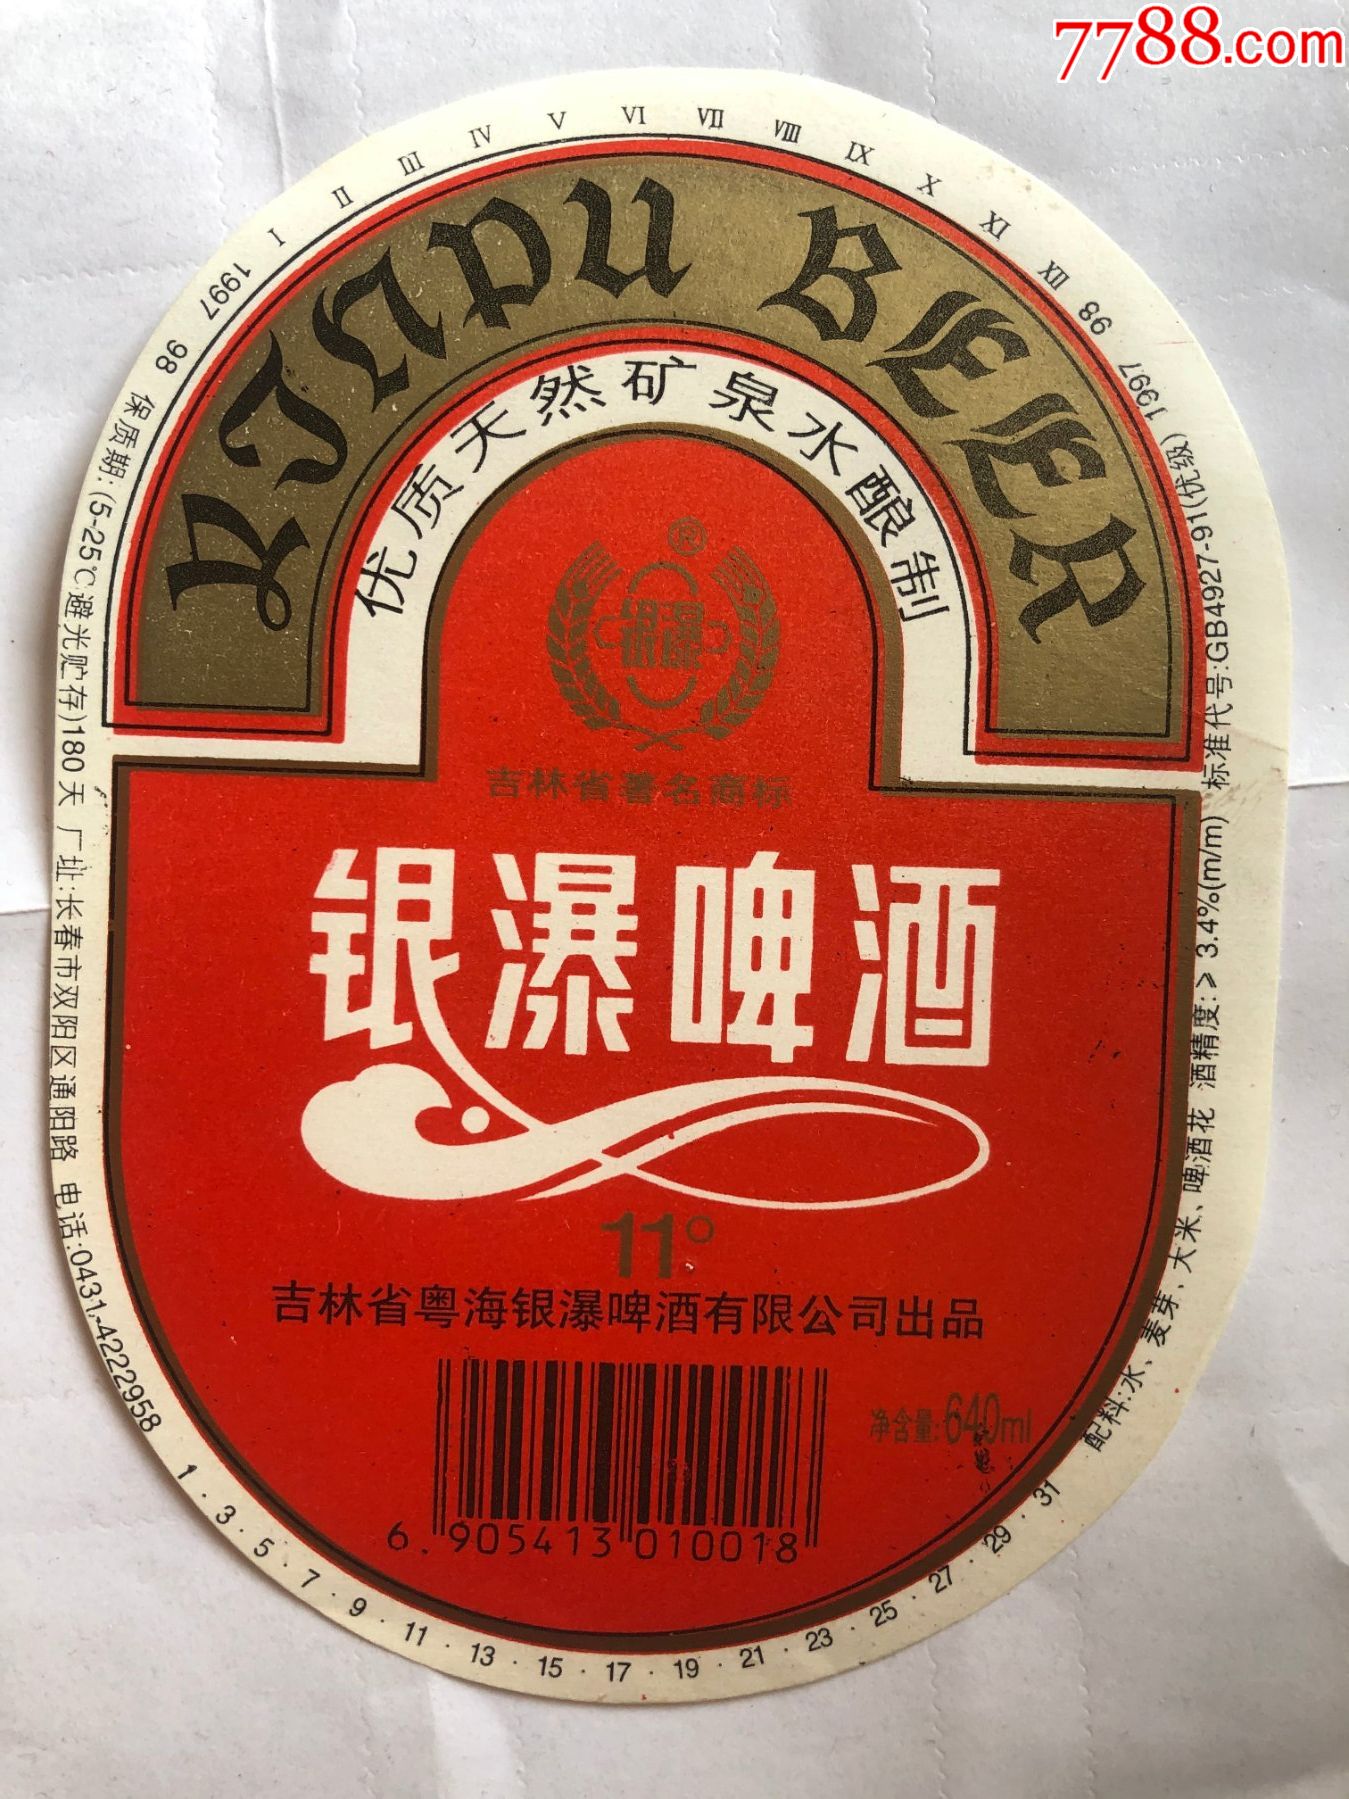 7788.com
98 1997 I II III IV V VI VII VIII IX X XI XII 98 1997
BEER
优质天然矿泉水酿制
®
银瀑
吉林省著名商标
银瀑啤酒
11°
吉林省粤海银瀑啤酒有限公司出品
净含量:640ml
6 905413 010018
保质期:(5-25℃避光贮存)180天 厂址:长春市双阳区通阳路 电话:0431-4222958
1·3·5·7·9·11·13·15·17·19·21·23·25·27·29·31
配料:水、麦芽、大米、啤酒花 酒精度:≥3.4%(m/m) 标准代号:GB4927-91(优级)